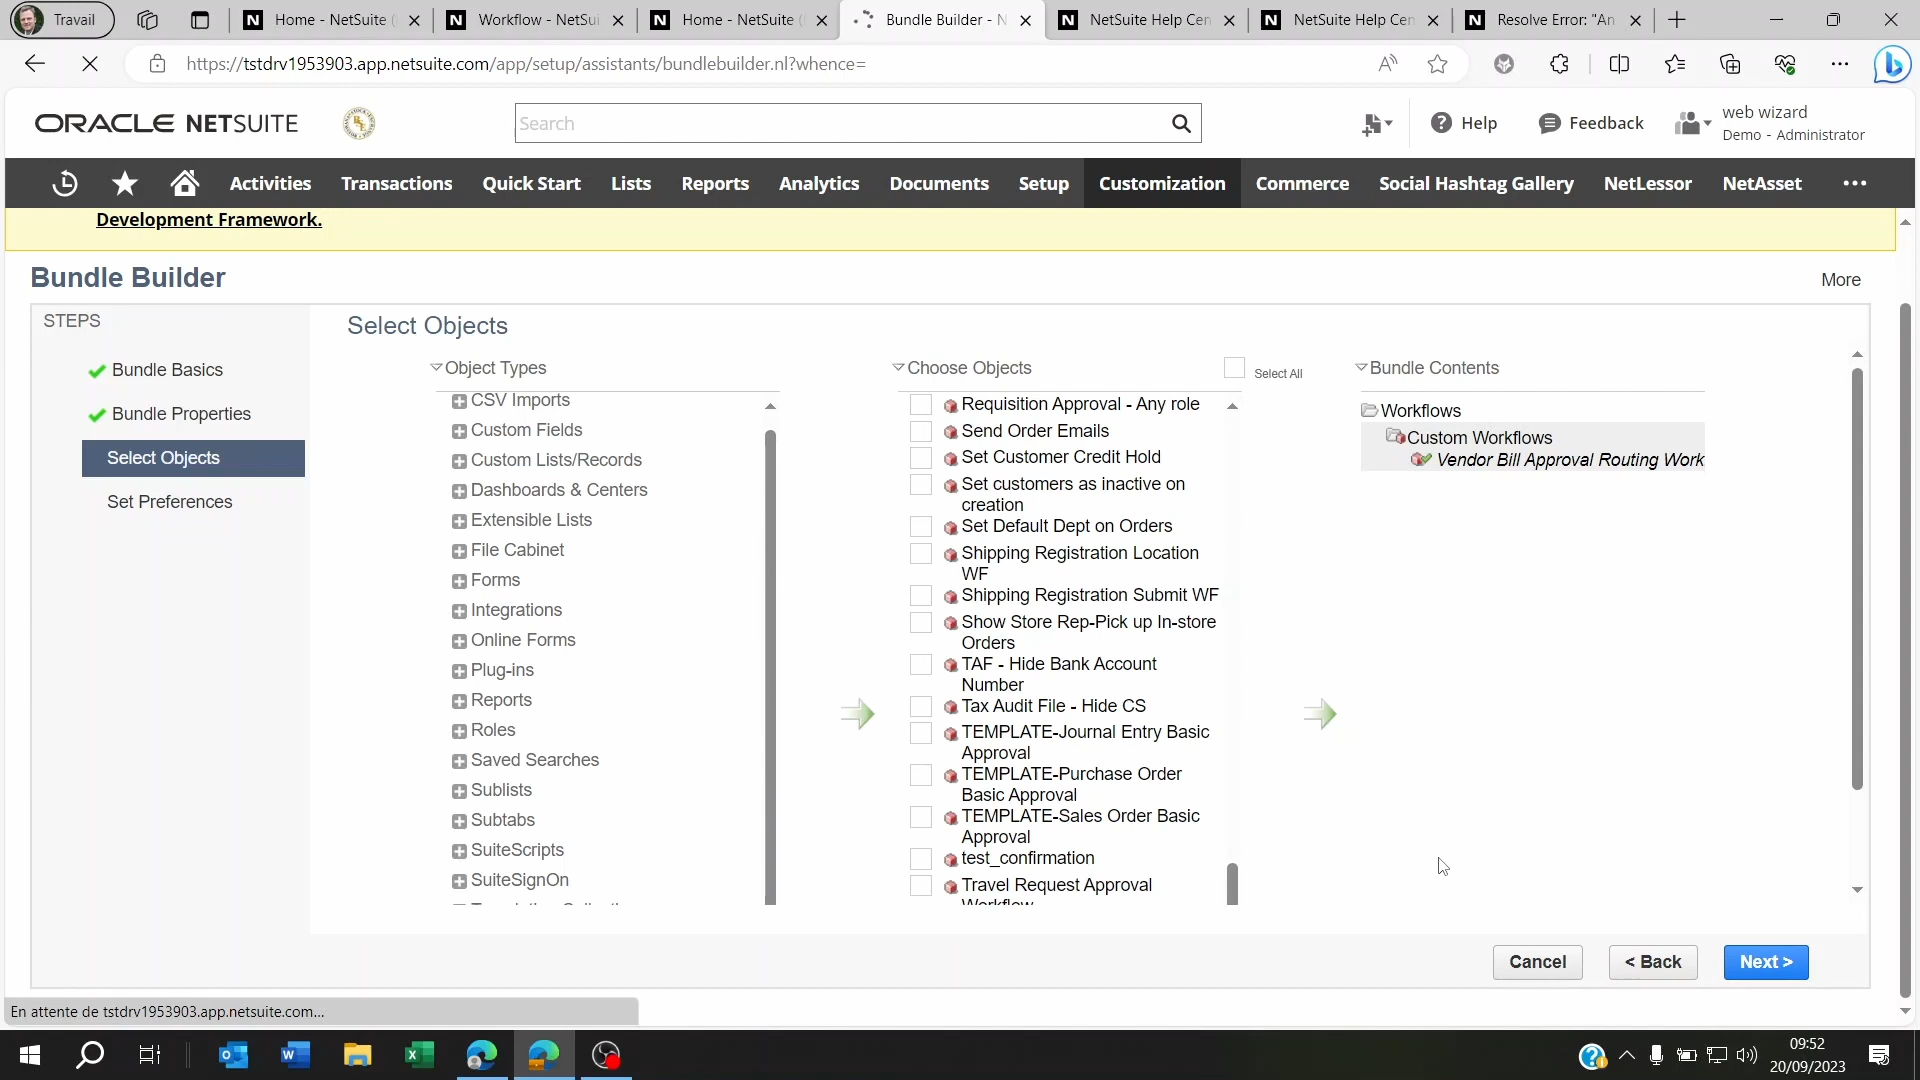 Travail
Home - NetSuite (
Workflow - NetSui
Home - NetSuite (
Bundle Builder - N
NetSuite Help Cen
NetSuite Help Cen
Resolve Error: "An
https://tstdrv1953903.app.netsuite.com/app/setup/assistants/bundlebuilder.nl?whence=
ORACLE NETSUITE
Search
Help
Feedback
web wizard
Demo - Administrator
Activities
Transactions
Quick Start
Lists
Reports
Analytics
Documents
Setup
Customization
Commerce
Social Hashtag Gallery
NetLessor
NetAsset
Development Framework.
Bundle Builder
More
STEPS
Bundle Basics
Bundle Properties
Select Objects
Set Preferences
Select Objects
Object Types
CSV Imports
Custom Fields
Custom Lists/Records
Dashboards & Centers
Extensible Lists
File Cabinet
Forms
Integrations
Online Forms
Plug-ins
Reports
Roles
Saved Searches
Sublists
Subtabs
SuiteScripts
SuiteSignOn
Choose Objects
Select All
Requisition Approval - Any role
Send Order Emails
Set Customer Credit Hold
Set customers as inactive on
creation
Set Default Dept on Orders
Shipping Registration Location
WF
Shipping Registration Submit WF
Show Store Rep-Pick up In-store
Orders
TAF - Hide Bank Account
Number
Tax Audit File - Hide CS
TEMPLATE-Journal Entry Basic
Approval
TEMPLATE-Purchase Order
Basic Approval
TEMPLATE-Sales Order Basic
Approval
test_confirmation
Travel Request Approval
Workflow
Bundle Contents
Workflows
Custom Workflows
Vendor Bill Approval Routing Work
Cancel
< Back
Next >
En attente de tstdrv1953903.app.netsuite.com...
09:52
20/09/2023